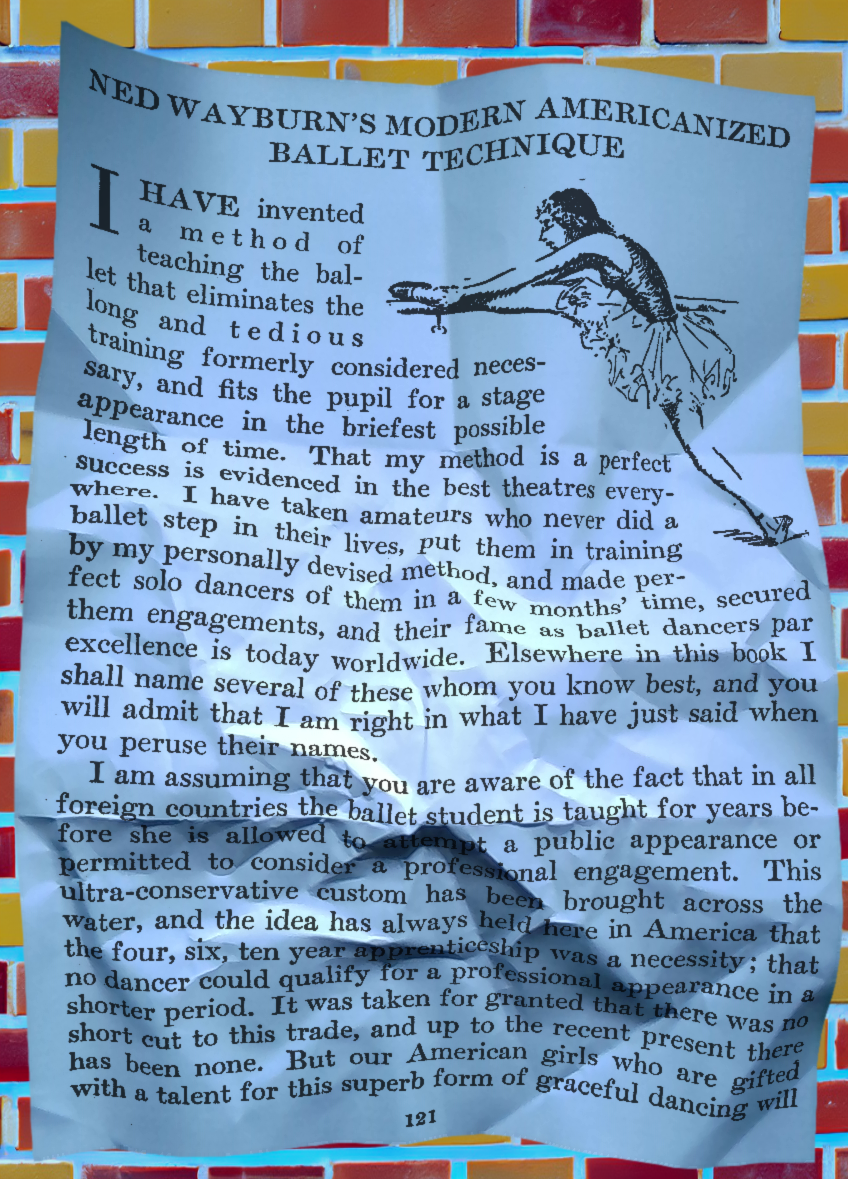 NED WAYBURN'S MODERN AMERICANIZED
BALLET TECHNIQUE
I HAVE invented
a method of
teaching the bal-
let that eliminates the
long and tedious
training formerly considered neces-
sary, and fits the pupil for a stage
appearance in the briefest possible
length of time. That my method is a perfect
success is evidenced in the best theatres every-
where. I have taken amateurs who never did a
ballet step in their lives, put them in training
by my personally devised method, and made per-
fect solo dancers of them in a few months' time, secured
them engagements, and their fame as ballet dancers par
excellence is today worldwide. Elsewhere in this book I
shall name several of these whom you know best, and you
will admit that I am right in what I have just said when
you peruse their names.
I am assuming that you are aware of the fact that in all
foreign countries the ballet student is taught for years be-
fore she is allowed to attempt a public appearance or
permitted to consider a professional engagement. This
ultra-conservative custom has been brought across the
water, and the idea has always held here in America that
the four, six, ten year apprenticeship was a necessity; that
no dancer could qualify for a professional appearance in a
shorter period. It was taken for granted that there was no
short cut to this trade, and up to the recent present there
has been none. But our American girls who are gifted
with a talent for this superb form of graceful dancing will
121